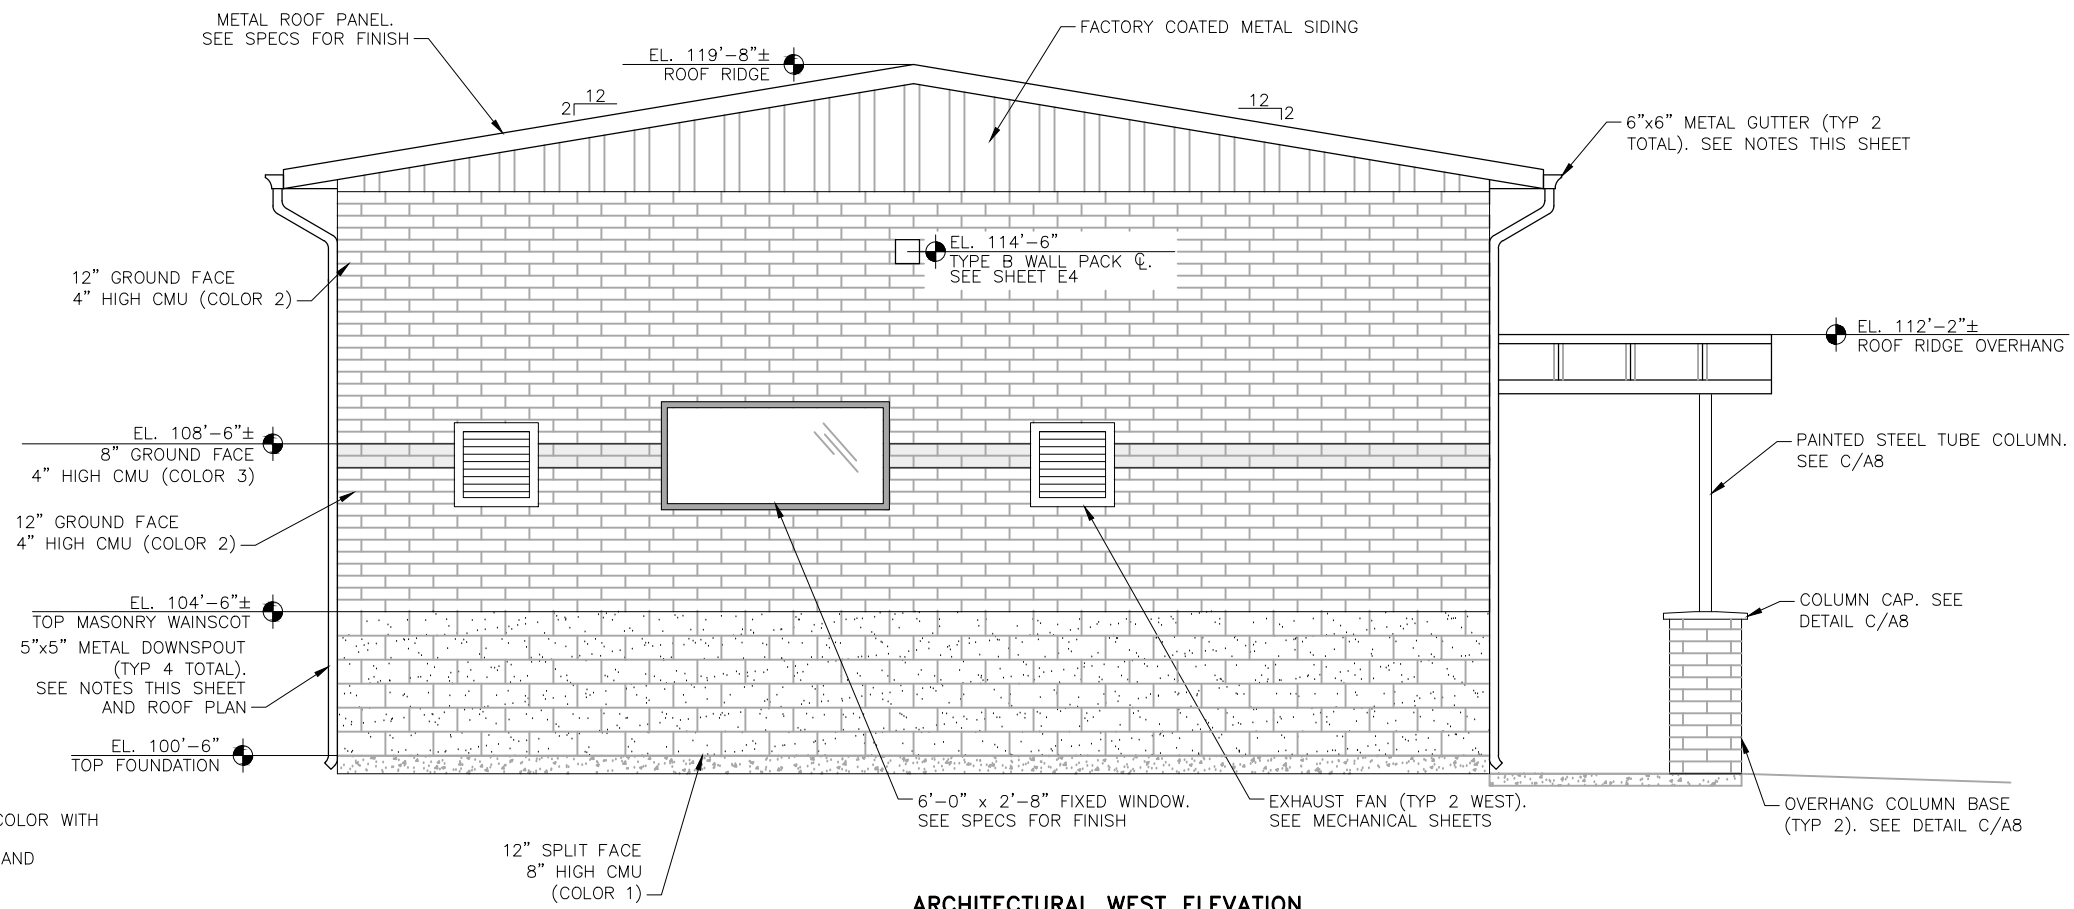 METAL ROOF PANEL.
SEE SPECS FOR FINISH
EL. 119'-8"±
ROOF RIDGE
FACTORY COATED METAL SIDING
12
2
12
2
6"x6" METAL GUTTER (TYP 2
TOTAL). SEE NOTES THIS SHEET
EL. 114'-6"
TYPE B WALL PACK ℄.
SEE SHEET E4
12" GROUND FACE
4" HIGH CMU (COLOR 2)
EL. 112'-2"±
ROOF RIDGE OVERHANG
EL. 108'-6"±
8" GROUND FACE
4" HIGH CMU (COLOR 3)
PAINTED STEEL TUBE COLUMN.
SEE C/A8
12" GROUND FACE
4" HIGH CMU (COLOR 2)
EL. 104'-6"±
TOP MASONRY WAINSCOT
COLUMN CAP. SEE
DETAIL C/A8
5"x5" METAL DOWNSPOUT
(TYP 4 TOTAL).
SEE NOTES THIS SHEET
AND ROOF PLAN
EL. 100'-6"
TOP FOUNDATION
COLOR WITH
AND
6'-0" x 2'-8" FIXED WINDOW.
SEE SPECS FOR FINISH
EXHAUST FAN (TYP 2 WEST).
SEE MECHANICAL SHEETS
OVERHANG COLUMN BASE
(TYP 2). SEE DETAIL C/A8
12" SPLIT FACE
8" HIGH CMU
(COLOR 1)
ARCHITECTURAL WEST ELEVATION